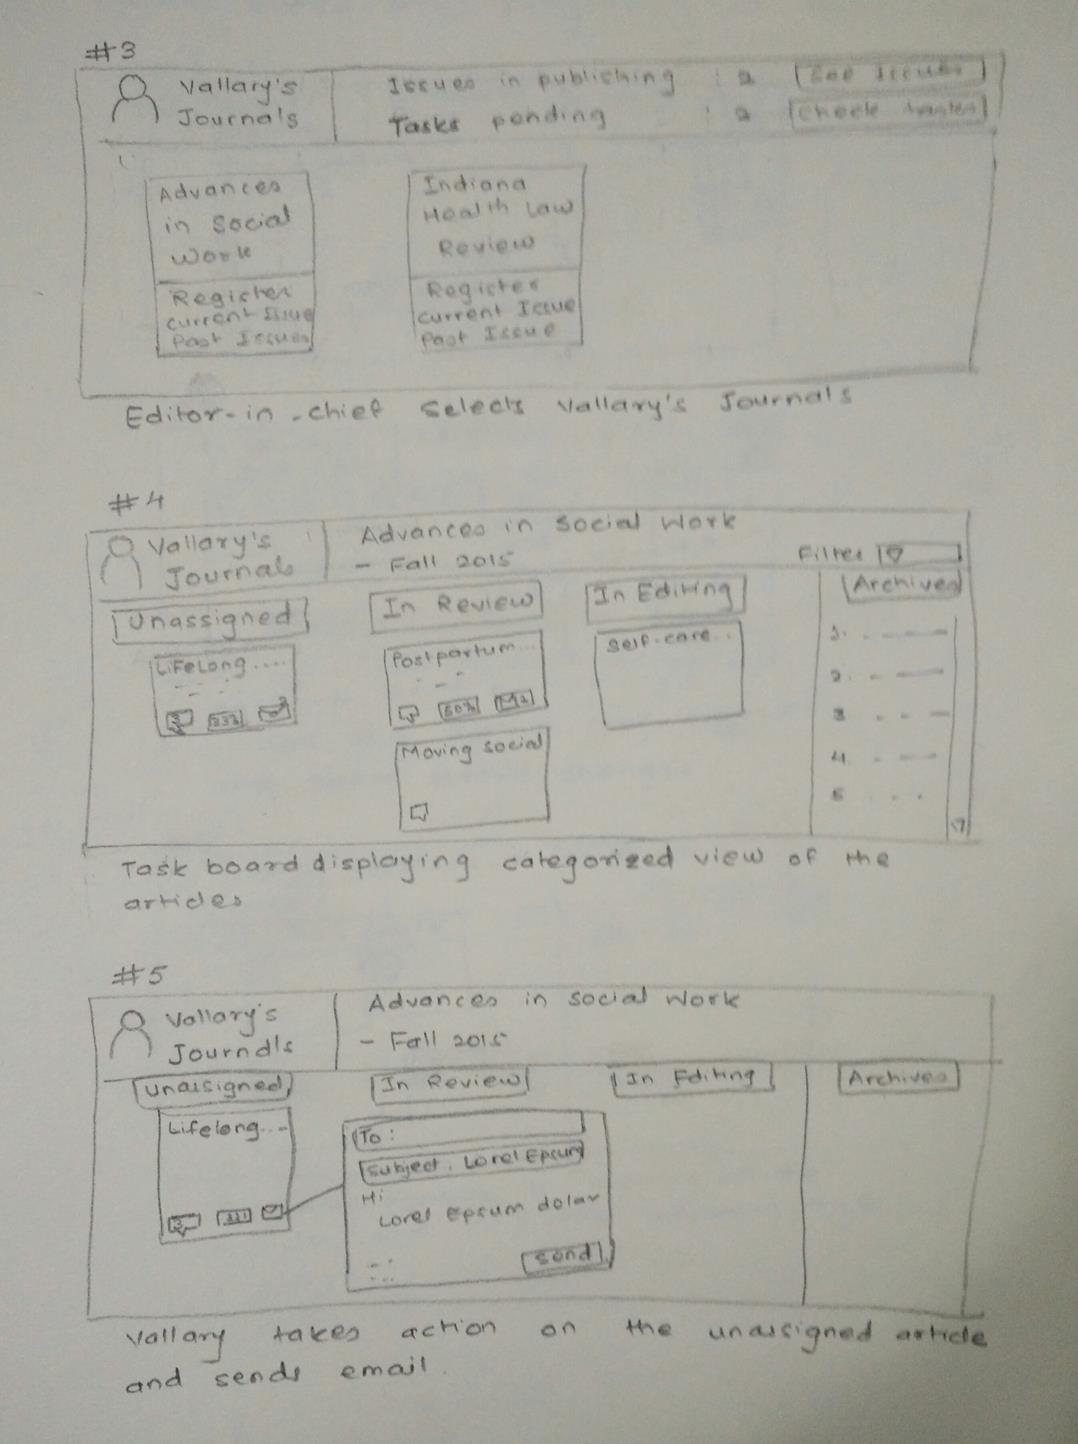 #3
Vallary's
Journals
Issues in publishing : 2 See Issues
Tasks pending : 2 Check tasks
Advances
in Social
Work
Register
Current Issue
Past Issues
Indiana
Health Law
Review
Register
Current Issue
Past Issue
Editor-in-chief selects Vallary's Journals
#4
Vallary's
Journals
Advances in Social Work
- Fall 2015
Filter
Unassigned
In Review
In Editing
Archives
Lifelong....
33%
Postpartum...
60%
Moving social
Self-care..
1.
2.
3
4.
5
Task board displaying categorized view of the
articles
#5
Vallary's
Journals
Advances in Social Work
- Fall 2015
Unassigned
In Review
In Editing
Archives
Lifelong...
To:
Subject. Lorel Epsum
Hi
Lorel Epsum dolar
Send
Vallary takes action on the unassigned article
and sends email.